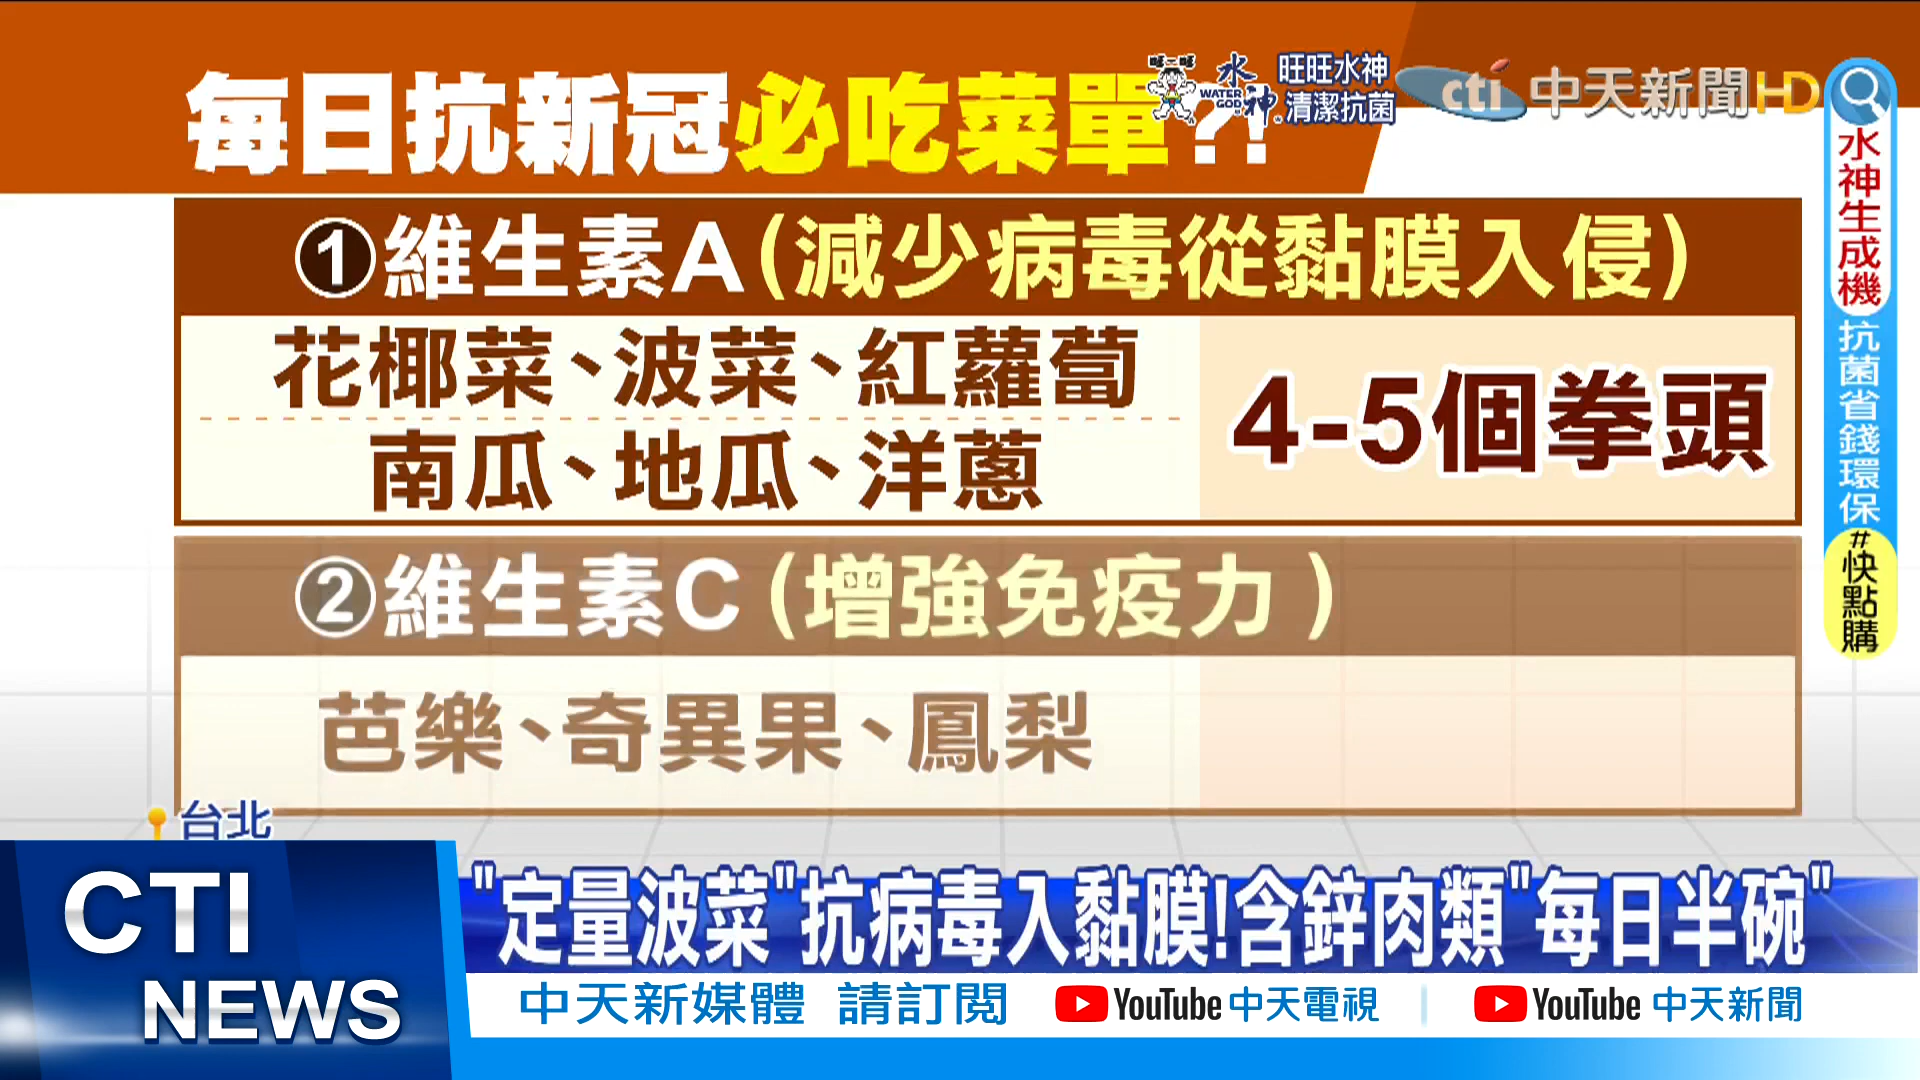 每日抗新冠必吃菜單?!
旺旺
水神
WATER GOD
旺旺水神
清潔抗菌
cti 中天新聞HD
①維生素A(減少病毒從黏膜入侵)
花椰菜、波菜、紅蘿蔔
南瓜、地瓜、洋蔥
4-5個拳頭
②維生素C(增強免疫力)
芭樂、奇異果、鳳梨
水神生成機
抗菌省錢環保
#快點購
台北
CTI
NEWS
"定量波菜"抗病毒入黏膜!含鋅肉類"每日半碗"
中天新媒體 請訂閱 YouTube 中天電視 | YouTube 中天新聞